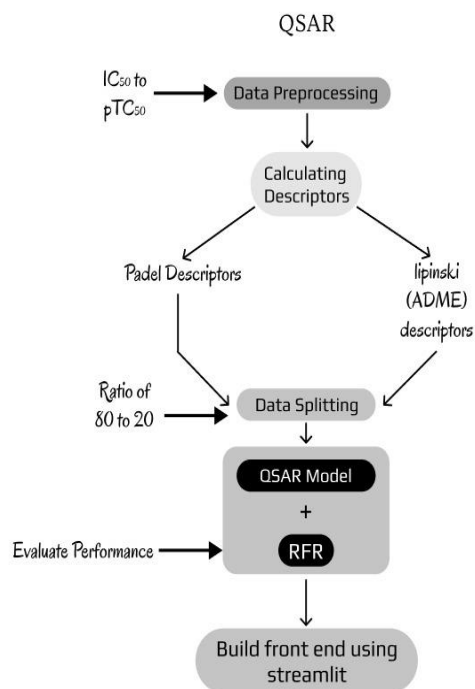 QSAR
IC₅₀ to
pTC₅₀
Data Preprocessing
Calculating
Descriptors
Padel Descriptors
lipinski
(ADME)
descriptors
Ratio of
80 to 20
Data Splitting
QSAR Model
+
RFR
Evaluate Performance
Build front end using
streamlit